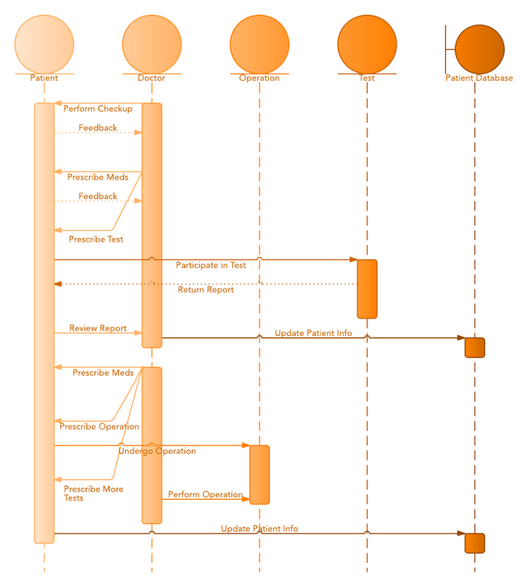 Patient
Doctor
Operation
Test
Patient Database
Perform Checkup
Feedback
Prescribe Meds
Feedback
Prescribe Test
Participate in Test
Return Report
Review Report
Update Patient Info
Prescribe Meds
Prescribe Operation
Undergo Operation
Prescribe More
Tests
Perform Operation
Update Patient Info